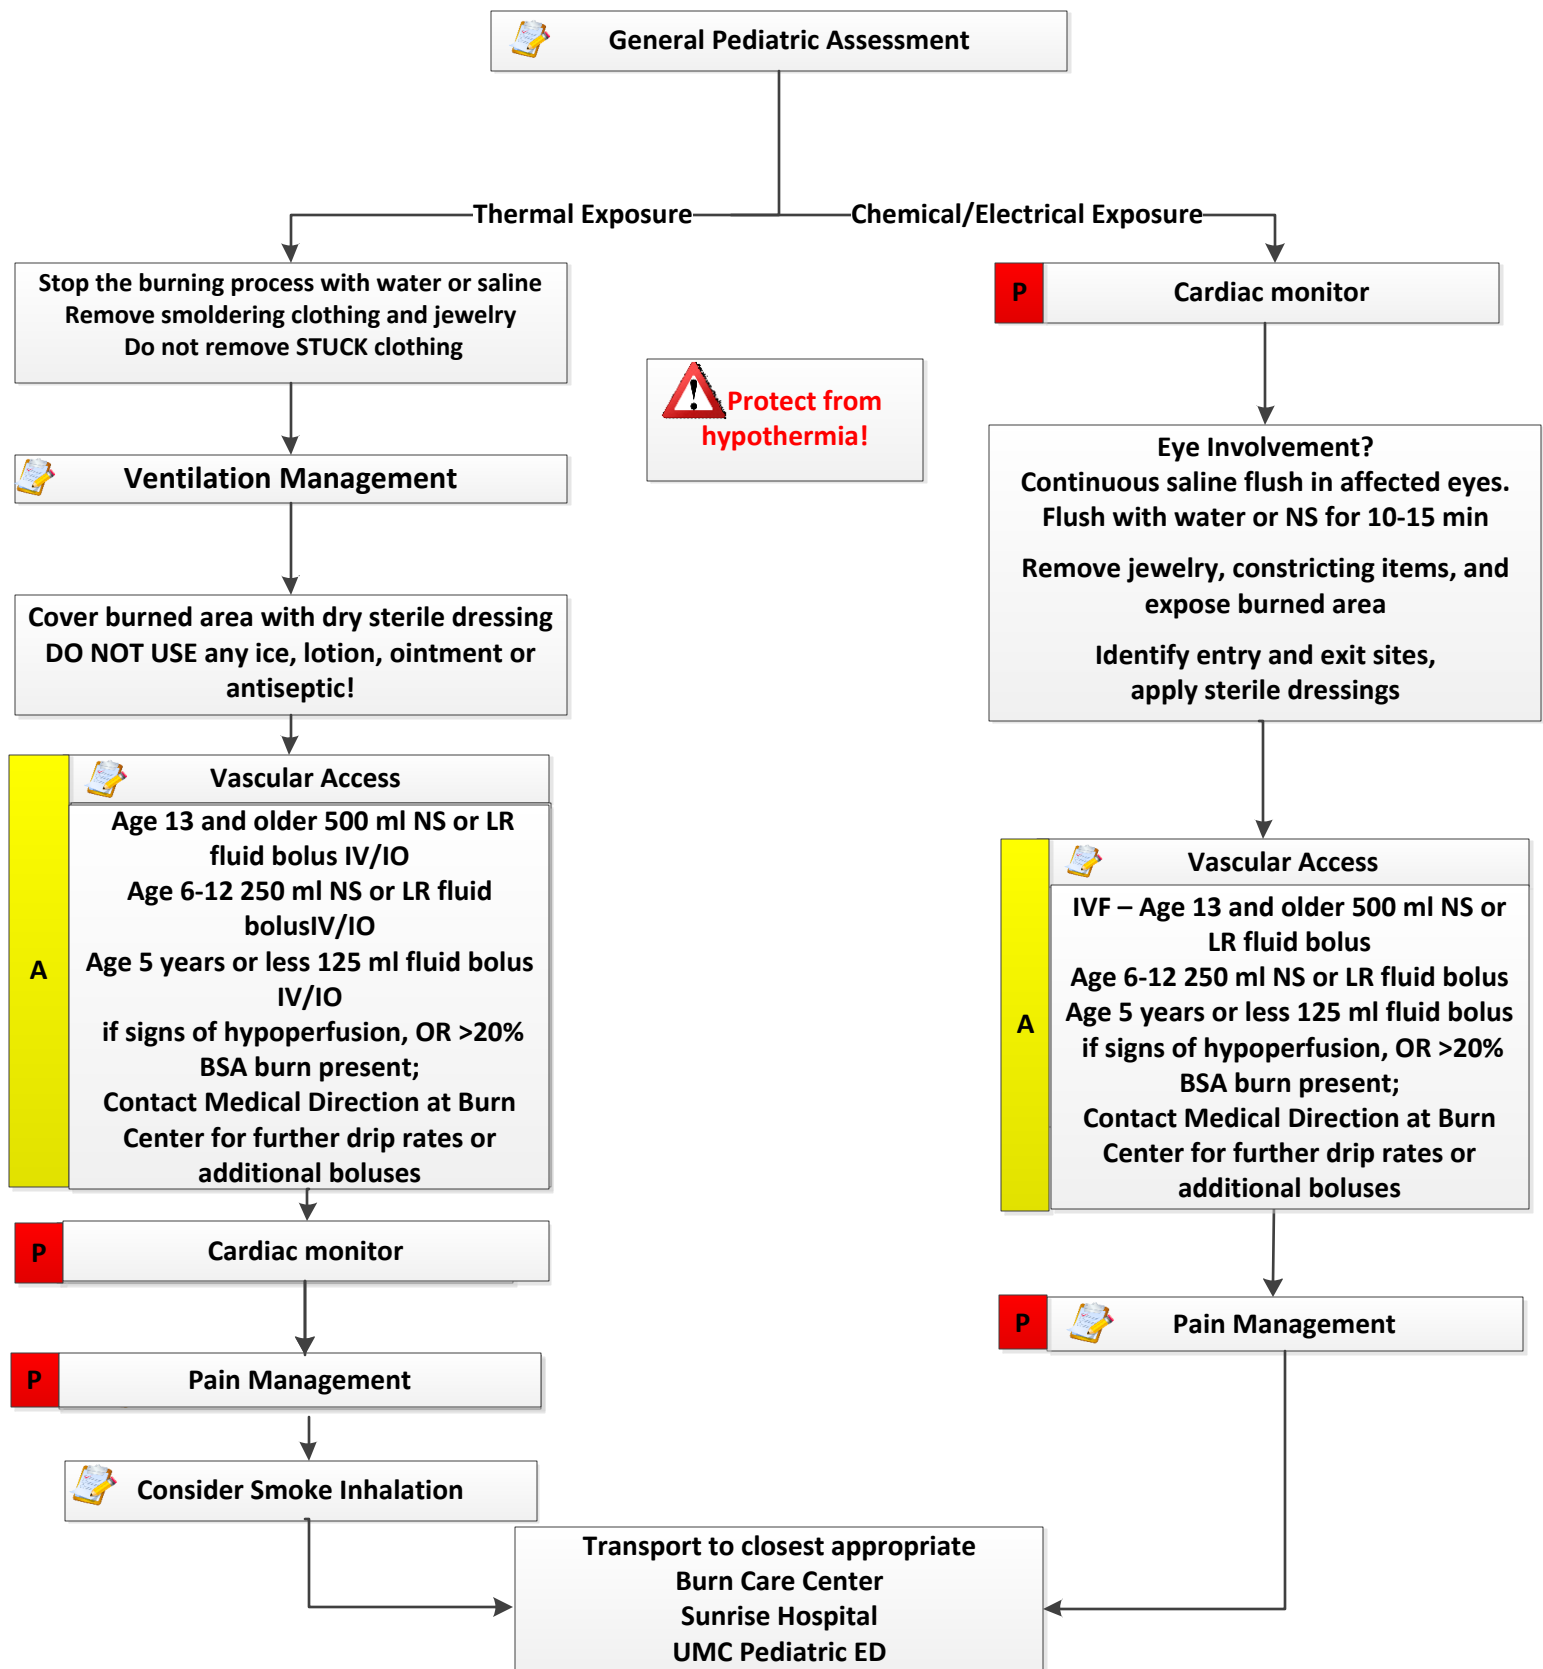 General Pediatric Assessment
Thermal Exposure
Chemical/Electrical Exposure
Stop the burning process with water or saline
Remove smoldering clothing and jewelry
Do not remove STUCK clothing
Ventilation Management
Cover burned area with dry sterile dressing
DO NOT USE any ice, lotion, ointment or
antiseptic!
A
Vascular Access
Age 13 and older 500 ml NS or LR
fluid bolus IV/IO
Age 6-12 250 ml NS or LR fluid
bolusIV/IO
Age 5 years or less 125 ml fluid bolus
IV/IO
if signs of hypoperfusion, OR >20%
BSA burn present;
Contact Medical Direction at Burn
Center for further drip rates or
additional boluses
P
Cardiac monitor
P
Pain Management
Consider Smoke Inhalation
!
Protect from
hypothermia!
P
Cardiac monitor
Eye Involvement?
Continuous saline flush in affected eyes.
Flush with water or NS for 10-15 min
Remove jewelry, constricting items, and
expose burned area
Identify entry and exit sites,
apply sterile dressings
A
Vascular Access
IVF – Age 13 and older 500 ml NS or
LR fluid bolus
Age 6-12 250 ml NS or LR fluid bolus
Age 5 years or less 125 ml fluid bolus
if signs of hypoperfusion, OR >20%
BSA burn present;
Contact Medical Direction at Burn
Center for further drip rates or
additional boluses
P
Pain Management
Transport to closest appropriate
Burn Care Center
Sunrise Hospital
UMC Pediatric ED